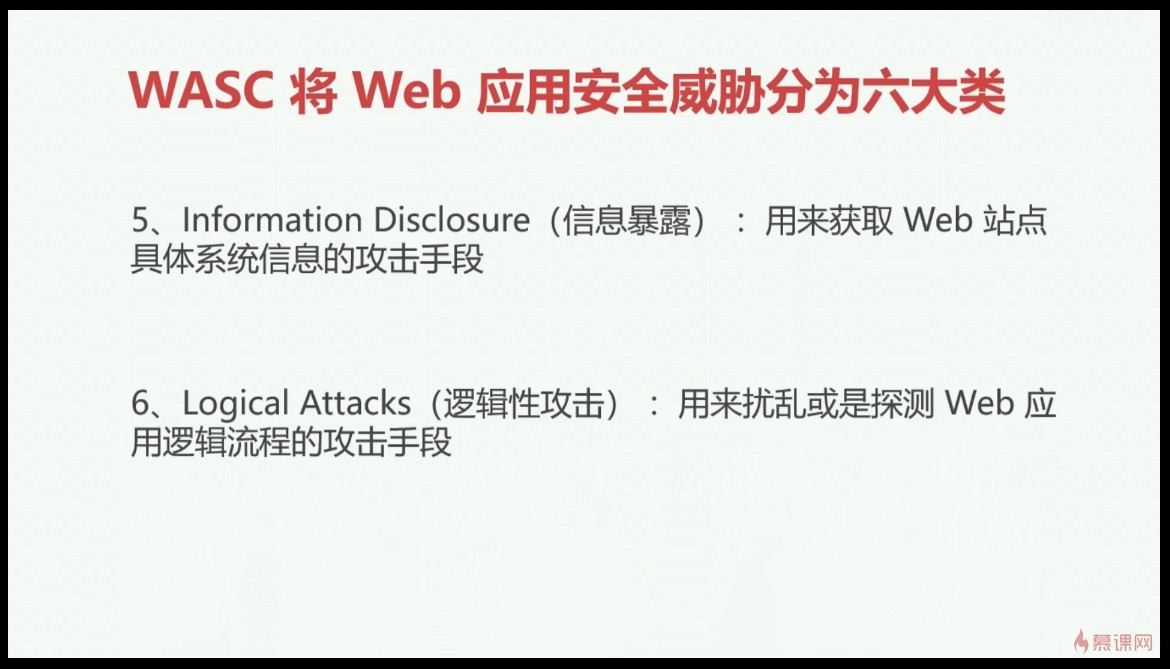 WASC 将 Web 应用安全威胁分为六大类
5、Information Disclosure（信息暴露）：用来获取 Web 站点
具体系统信息的攻击手段
6、Logical Attacks（逻辑性攻击）：用来扰乱或是探测 Web 应
用逻辑流程的攻击手段
慕课网